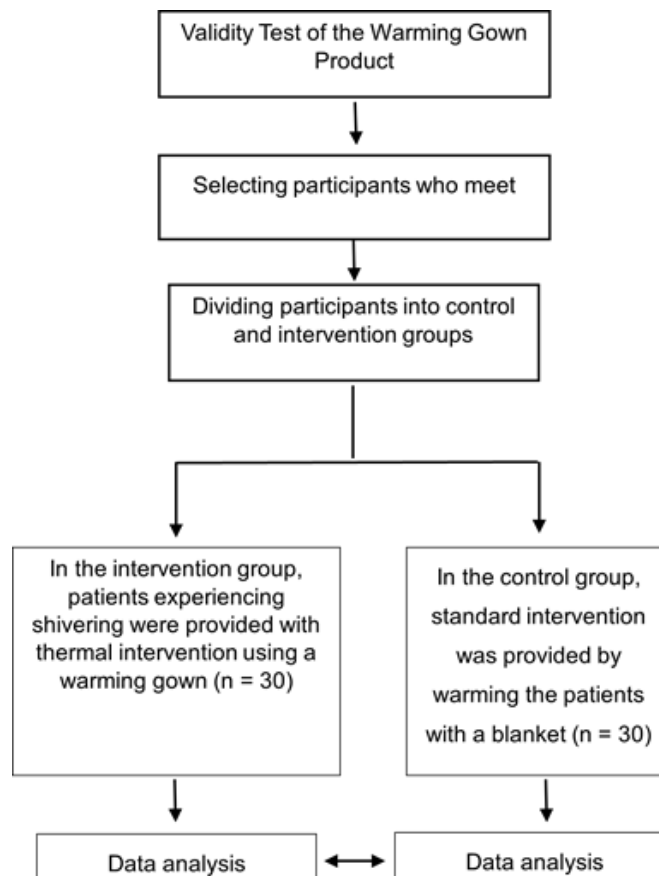 Validity Test of the Warming Gown
Product
Selecting participants who meet
Dividing participants into control
and intervention groups
In the intervention group,
patients experiencing
shivering were provided with
thermal intervention using a
warming gown (n = 30)
In the control group,
standard intervention
was provided by
warming the patients
with a blanket (n = 30)
Data analysis
Data analysis